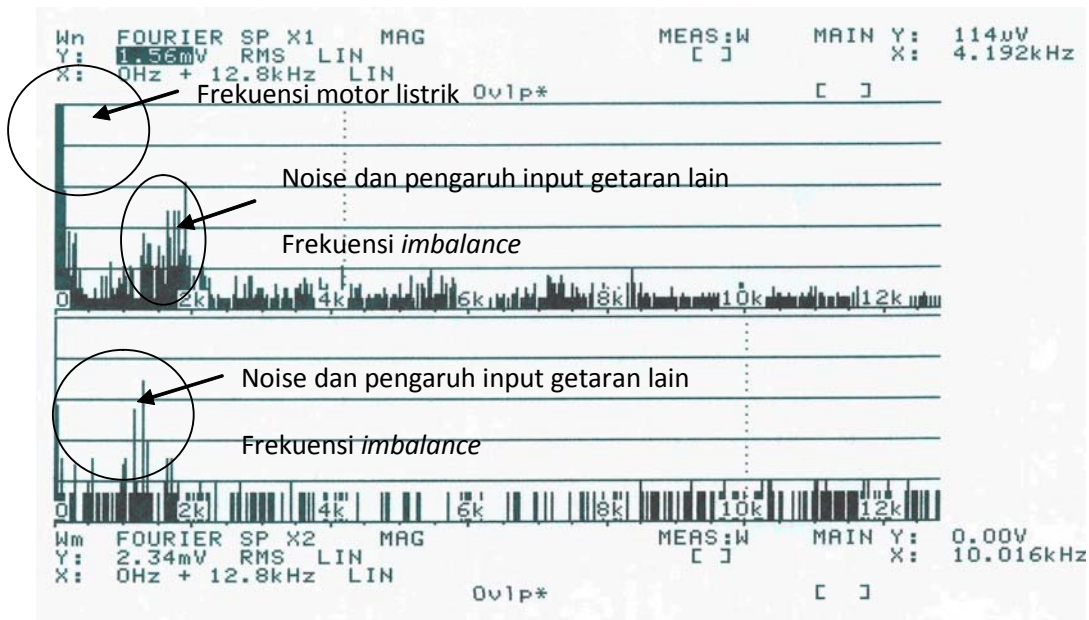 Wn FOURIER SP X1 MAG MEAS:W MAIN Y: 114υV
Y: 1.56mV RMS LIN [ ] X: 4.192kHz
X: 0Hz + 12.8kHz LIN
Ovlp* [ ]
Frekuensi motor listrik
Noise dan pengaruh input getaran lain
Frekuensi imbalance
0 2k 4k 6k 8k 10k 12k
Noise dan pengaruh input getaran lain
Frekuensi imbalance
0 2k 4k 6k 8k 10k 12k
Wm FOURIER SP X2 MAG MEAS:W MAIN Y: 0.00V
Y: 2.34mV RMS LIN [ ] X: 10.016kHz
X: 0Hz + 12.8kHz LIN
Ovlp* [ ]